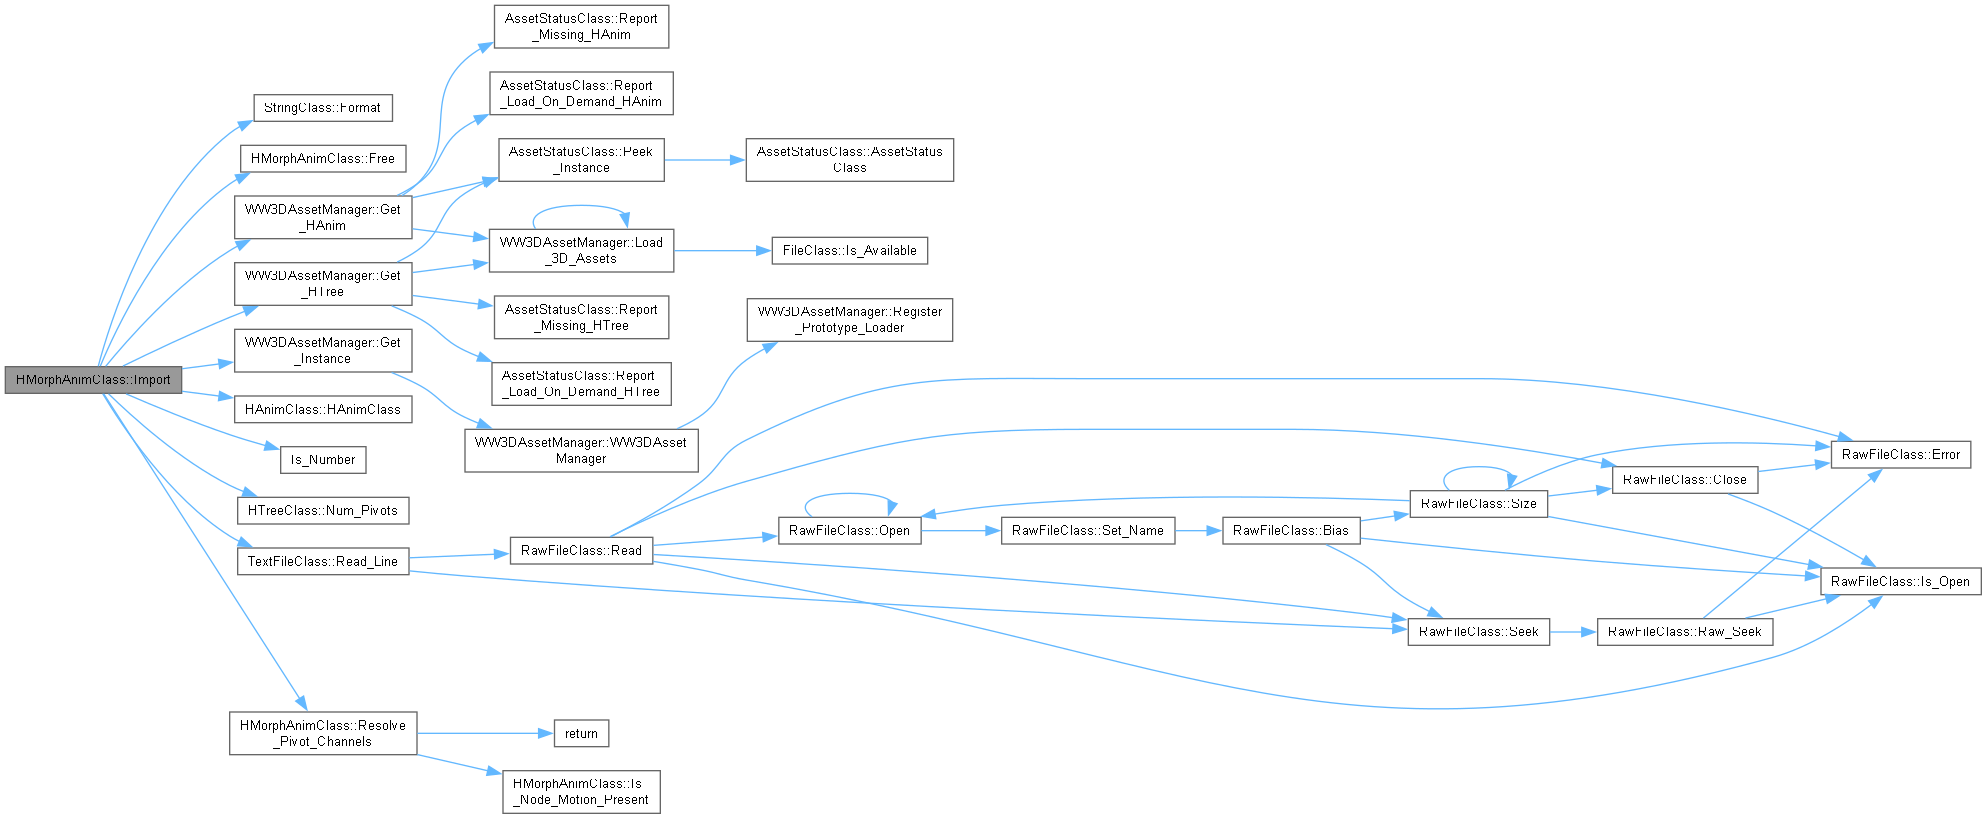 AssetStatusClass::Report
_Missing_HAnim
AssetStatusClass::Report
_Load_On_Demand_HAnim
StringClass::Format
AssetStatusClass::Peek
_Instance
AssetStatusClass::AssetStatus
Class
HMorphAnimClass::Free
WW3DAssetManager::Get
_HAnim
WW3DAssetManager::Load
_3D_Assets
FileClass::Is_Available
WW3DAssetManager::Get
_HTree
AssetStatusClass::Report
_Missing_HTree
WW3DAssetManager::Register
_Prototype_Loader
WW3DAssetManager::Get
_Instance
AssetStatusClass::Report
_Load_On_Demand_HTree
HMorphAnimClass::Import
HAnimClass::HAnimClass
WW3DAssetManager::WW3DAsset
Manager
Is_Number
RawFileClass::Error
RawFileClass::Close
HTreeClass::Num_Pivots
RawFileClass::Size
RawFileClass::Open
RawFileClass::Set_Name
RawFileClass::Bias
TextFileClass::Read_Line
RawFileClass::Read
RawFileClass::Is_Open
RawFileClass::Seek
RawFileClass::Raw_Seek
HMorphAnimClass::Resolve
_Pivot_Channels
return
HMorphAnimClass::Is
_Node_Motion_Present